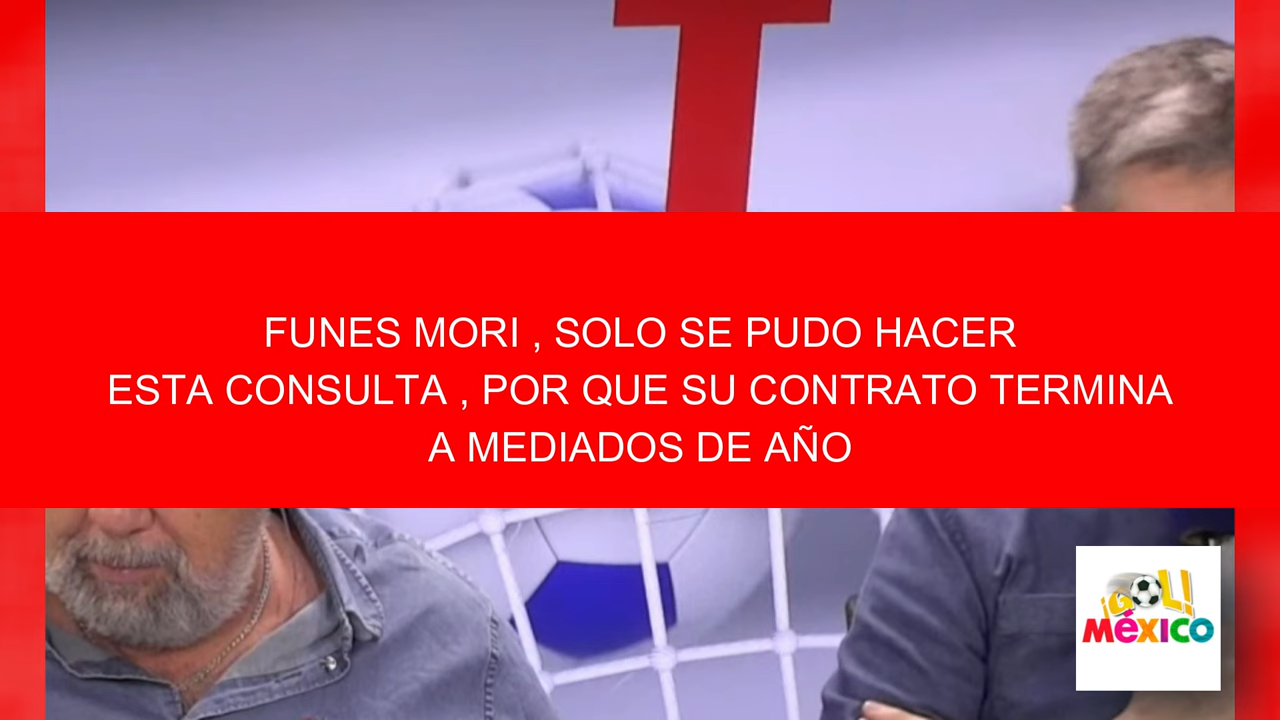 FUNES MORI , SOLO SE PUDO HACER
ESTA CONSULTA , POR QUE SU CONTRATO TERMINA
A MEDIADOS DE AÑO
¡GOL!
México